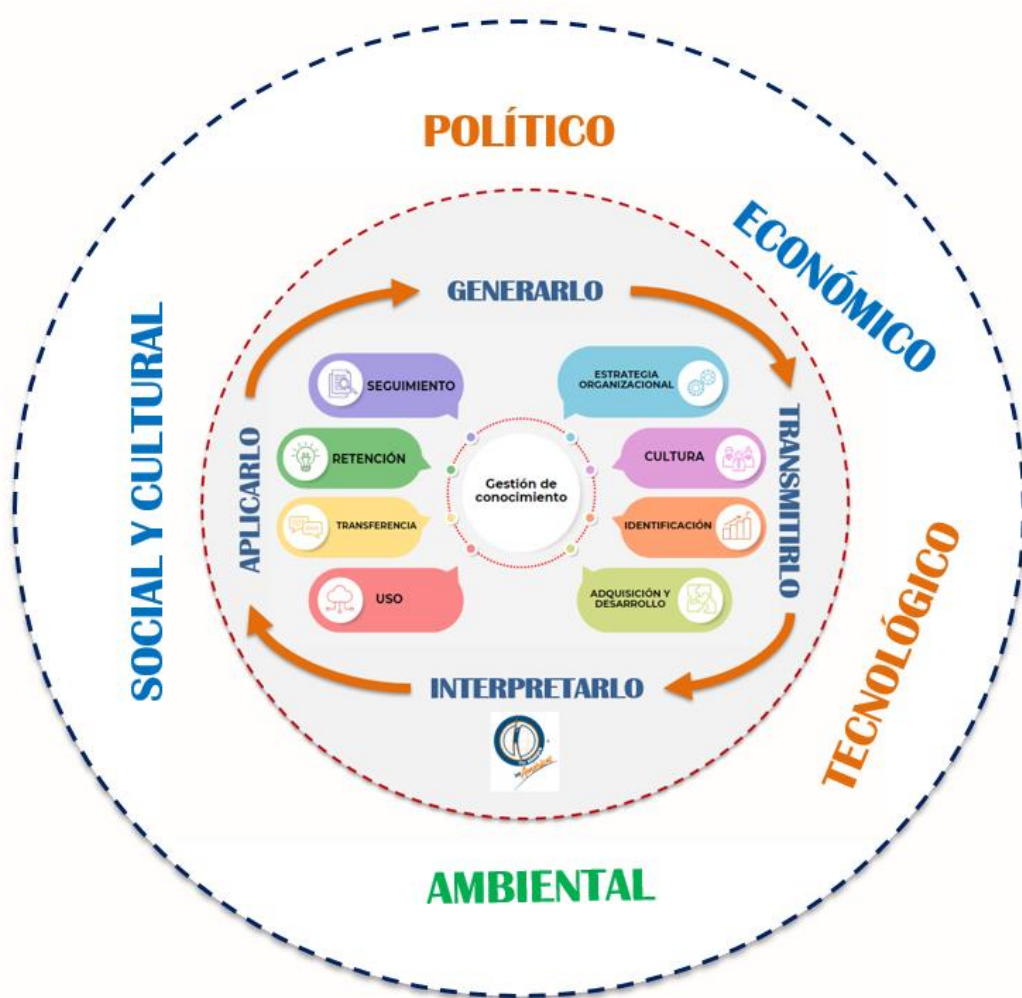 POLÍTICO
ECONÓMICO
TECNOLÓGICO
AMBIENTAL
SOCIAL Y CULTURAL
GENERARLO
TRANSMITIRLO
INTERPRETARLO
APLICARLO
Gestión de
conocimiento
ESTRATEGIA
ORGANIZACIONAL
CULTURA
IDENTIFICACIÓN
ADQUISICIÓN Y
DESARROLLO
USO
TRANSFERENCIA
RETENCIÓN
SEGUIMIENTO